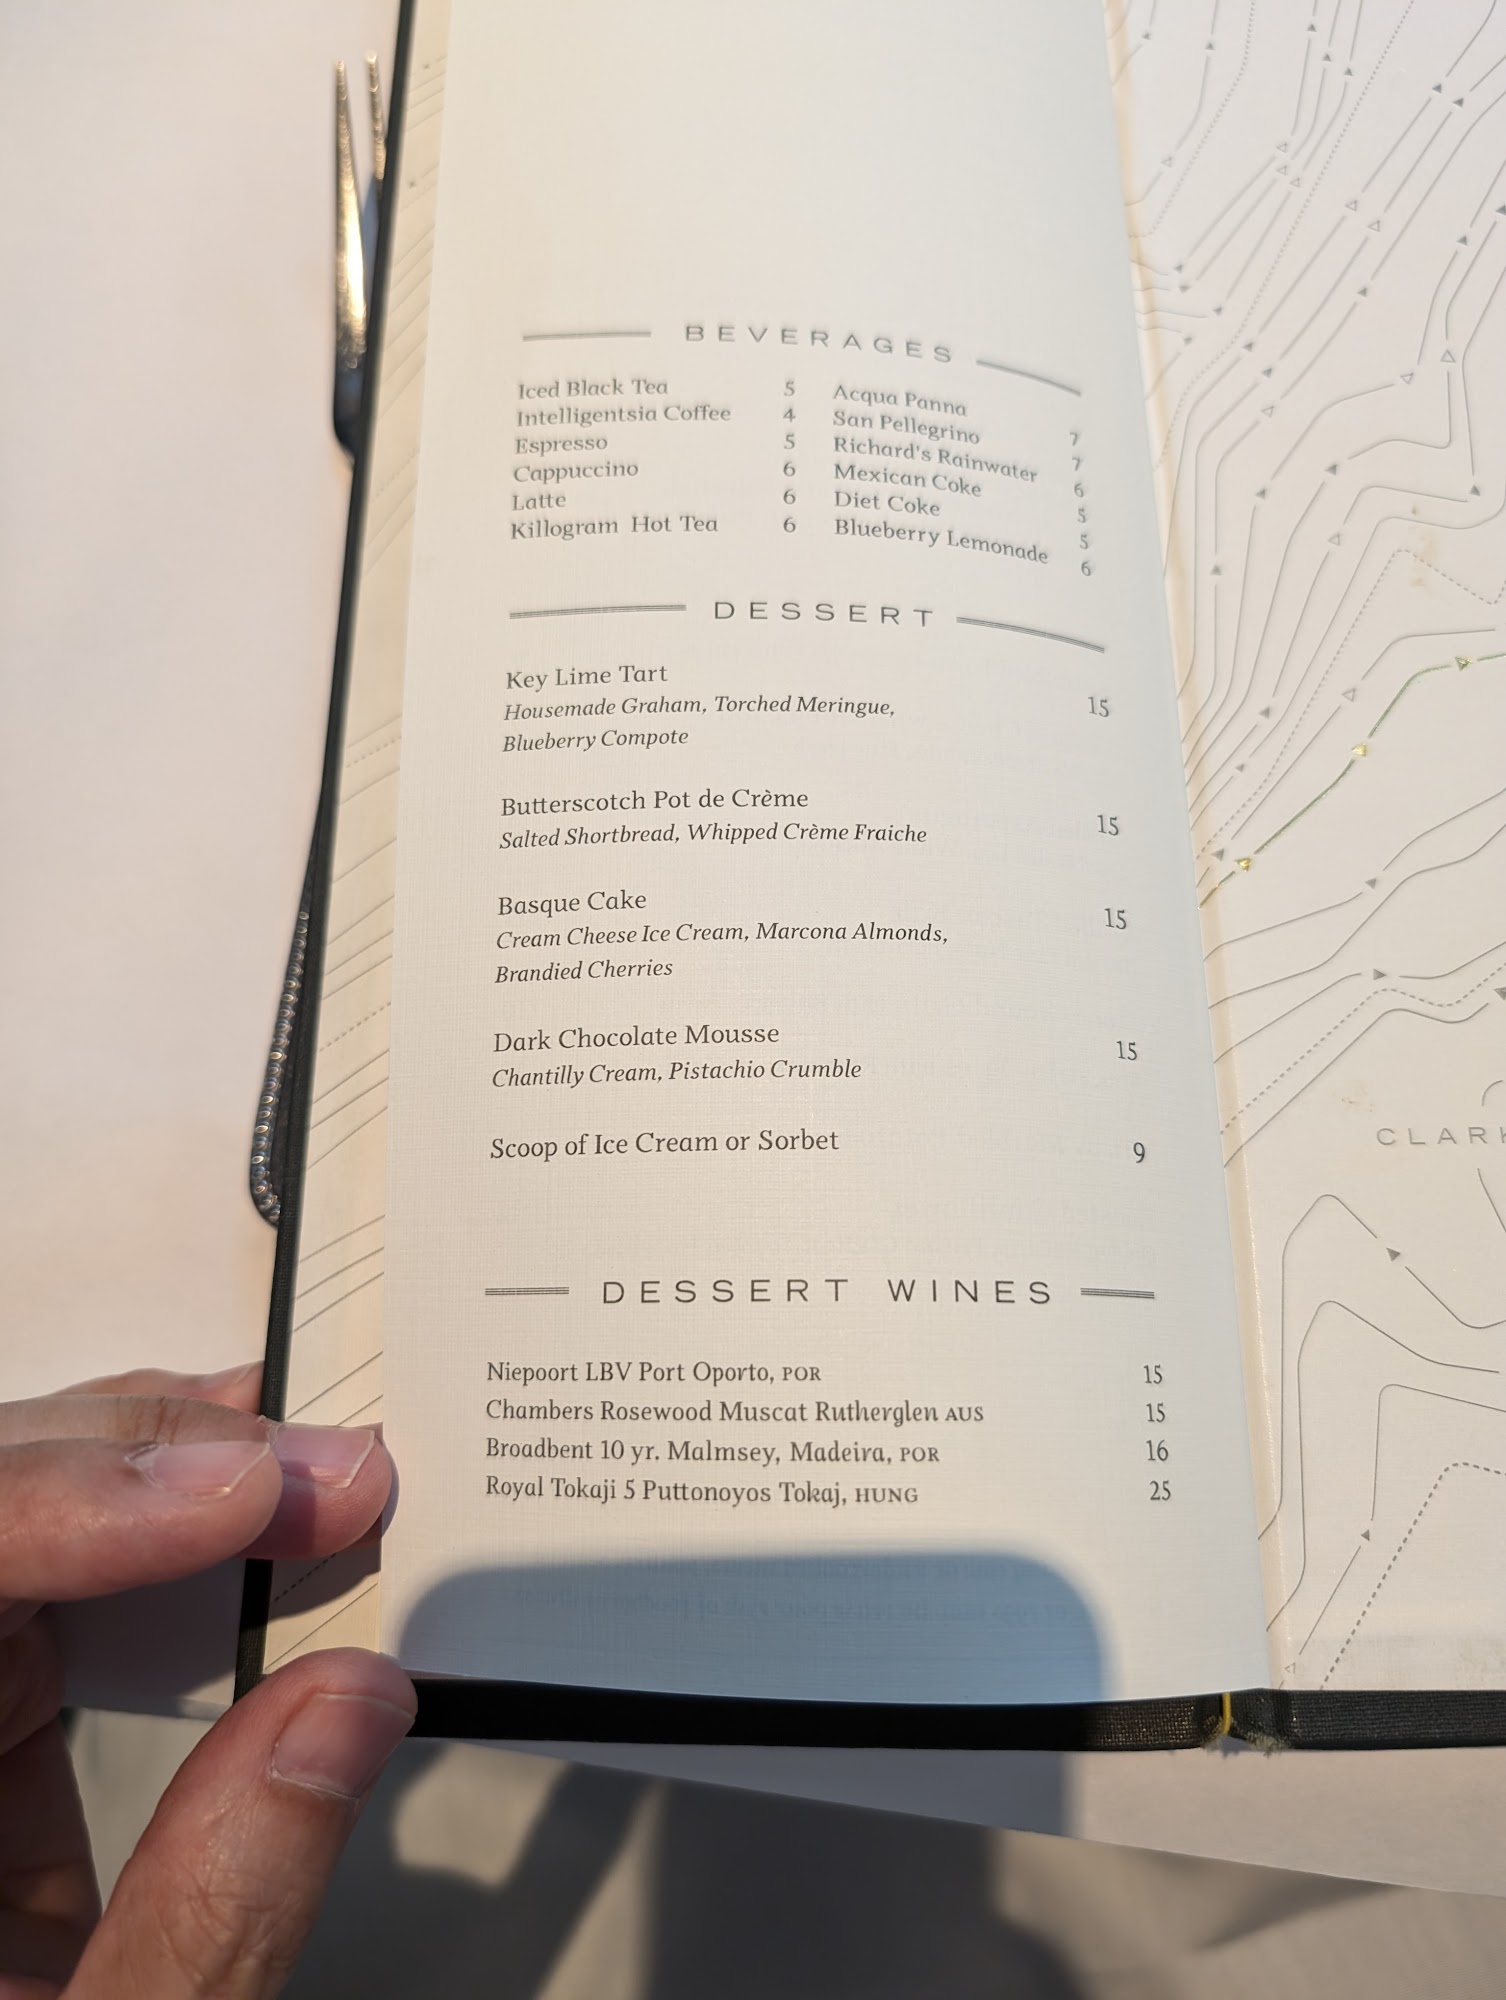 BEVERAGES
Iced Black Tea 5
Intelligentsia Coffee 4
Espresso 5
Cappuccino 6
Latte 6
Killogram Hot Tea 6
Acqua Panna 7
San Pellegrino 7
Richard's Rainwater 6
Mexican Coke 5
Diet Coke 5
Blueberry Lemonade 6
DESSERT
Key Lime Tart 15
Housemade Graham, Torched Meringue,
Blueberry Compote
Butterscotch Pot de Crème 15
Salted Shortbread, Whipped Crème Fraiche
Basque Cake 15
Cream Cheese Ice Cream, Marcona Almonds,
Brandied Cherries
Dark Chocolate Mousse 15
Chantilly Cream, Pistachio Crumble
Scoop of Ice Cream or Sorbet 9
DESSERT WINES
Niepoort LBV Port Oporto, POR 15
Chambers Rosewood Muscat Rutherglen AUS 15
Broadbent 10 yr. Malmsey, Madeira, POR 16
Royal Tokaji 5 Puttonoyos Tokaj, HUNG 25